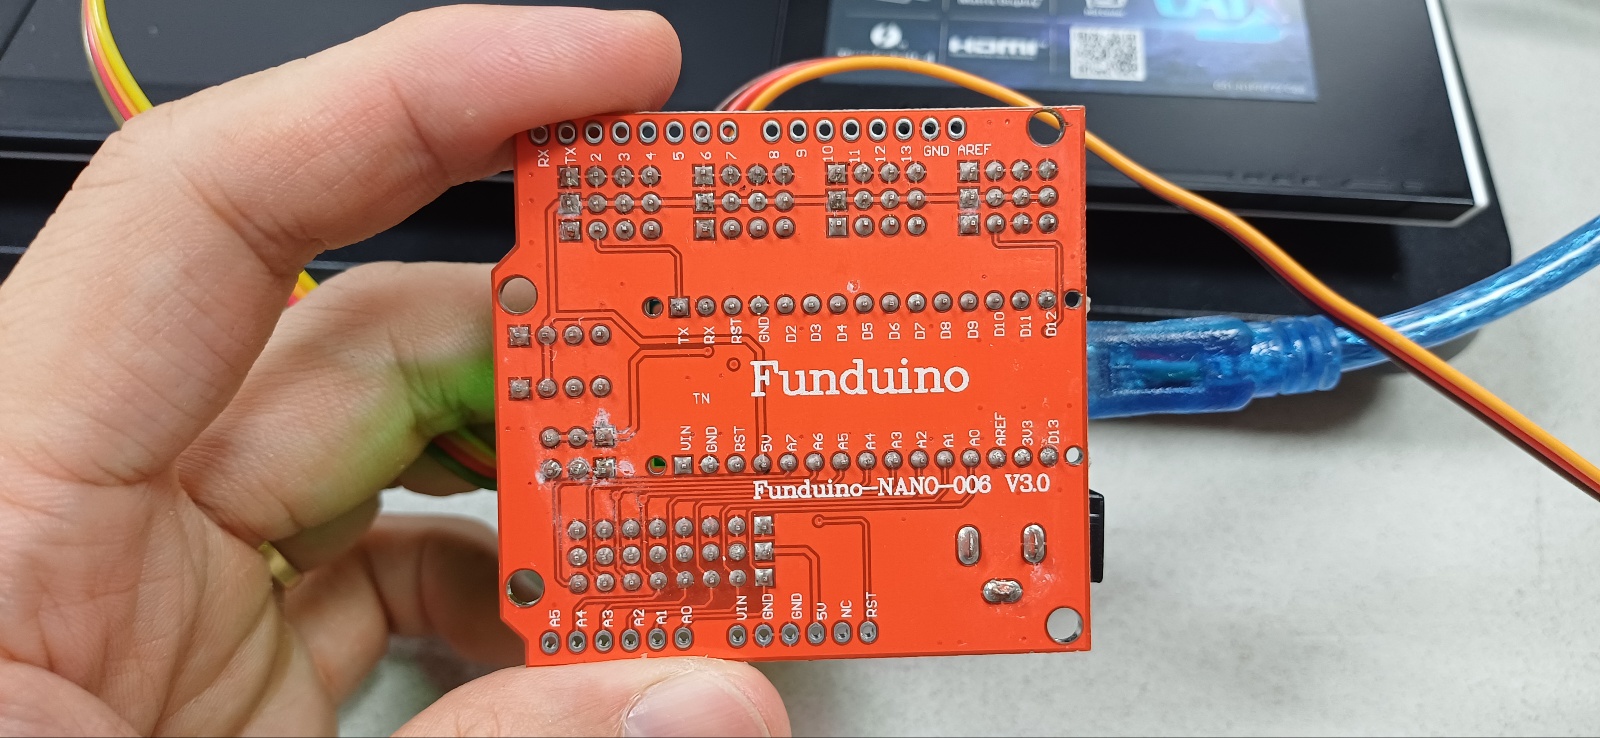 HDMI
RX TX 2 3 4 5 6 7 8 9 10 11 12 13 GND AREF
TX RX RST GND D2 D3 D4 D5 D6 D7 D8 D9 D10 D11 D12
Funduino
TN
VIN GND RST 5V A7 A6 A5 A4 A3 A2 A1 A0 AREF 3V3 D13
Funduino-NANO-006 V3.0
A5 A4 A3 A2 A1 A0 VIN GND GND 5V NC RST